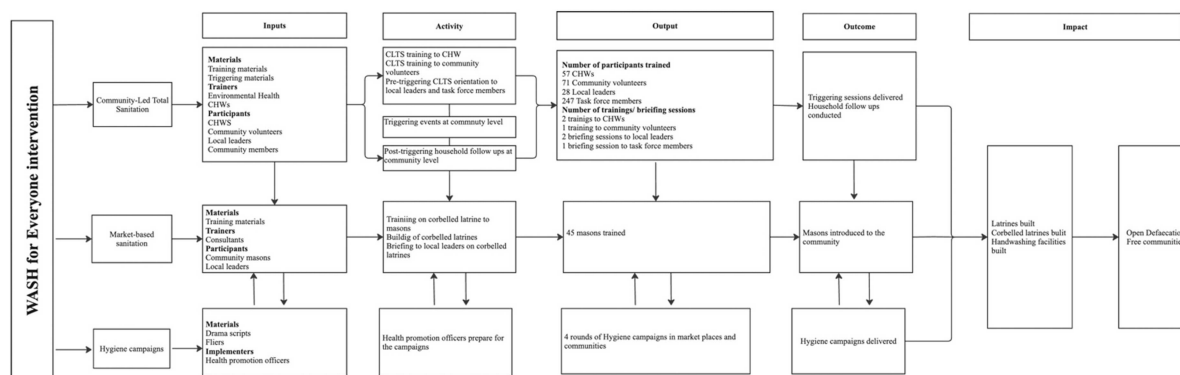 Inputs
Activity
Output
Outcome
Impact
WASH for Everyone intervention
Community-Led Total
Sanitation
Materials
Training materials
Triggering materials
Trainers
Environmental Health
CHWs
Participants
CHWS
Community volunteers
Local leaders
Community members
CLTS training to CHW
CLTS training to community
volunteers
Pre-triggering CLTS orientation to
local leaders and task force members
Triggering events at commuty level
Post-triggering household follow ups at
community level
Number of participants trained
57 CHWs
71 Community volunteers
28 Local leaders
247 Task force members
Number of trainings/ briefing sessions
2 trainigs to CHWs
1 training to community volunteers
2 briefing sessions to local leaders
1 briefing session to task force members
Triggering sessions delivered
Household follow ups
conducted
Market-based
sanitation
Materials
Training materials
Trainers
Consultants
Participants
Community masons
Local leaders
Trainiing on corbelled latrine to
masons
Buildig of corbelled latrines
Briefing to local leaders on corbelled
latrines
45 masons trained
Masons introduced to the
community
Latrines built
Corbelled latrines bulit
Handwashing facilities
built
Open Defaecation
Free communities
Hygiene campaigns
Materials
Drama scripts
Fliers
Implementers
Health promotion officers
Health promotion officers prepare for
the campaigns
4 rounds of Hygiene campaigns in market places and
communities
Hygiene campaigns delivered